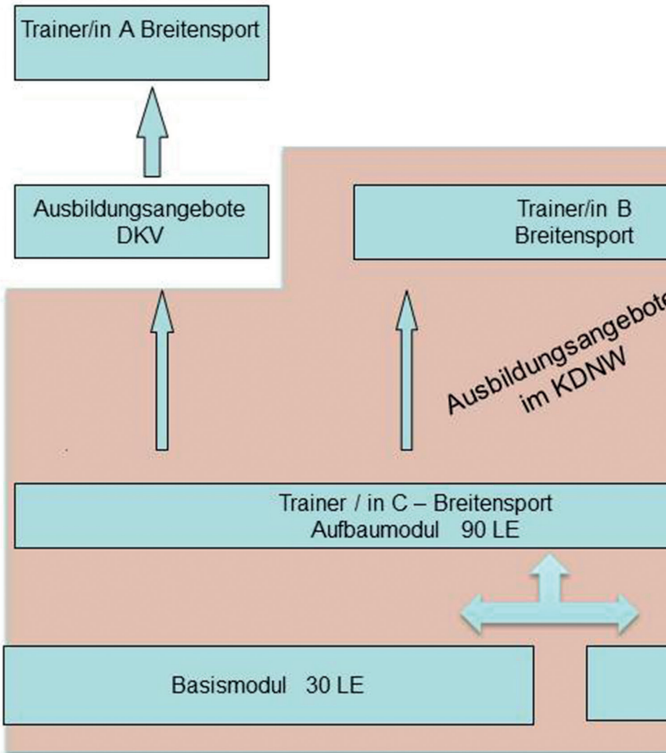 Trainer/in A Breitensport
Ausbildungsangebote
DKV
Trainer/in B
Breitensport
Ausbildungsangebote
im KDNW
Trainer / in C – Breitensport
Aufbaumodul 90 LE
Basismodul 30 LE